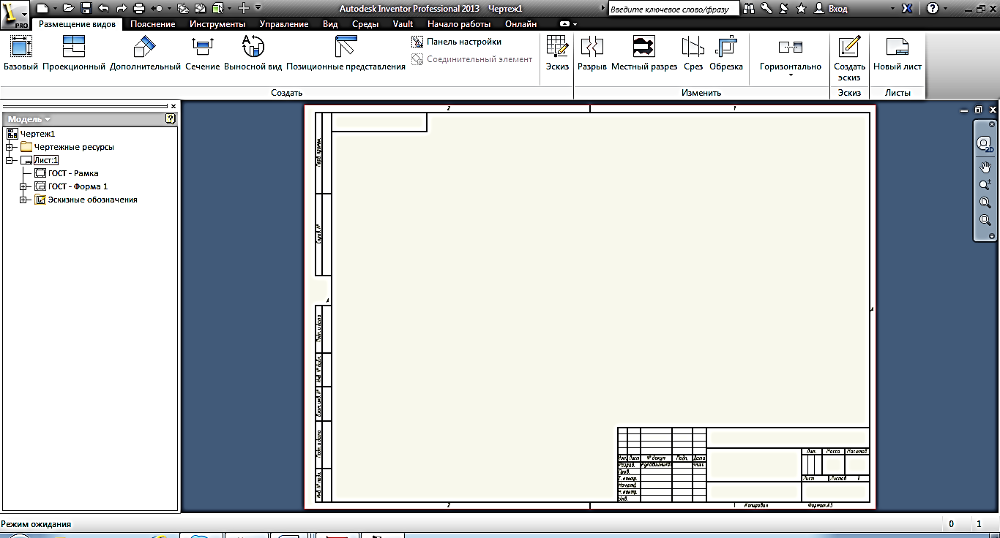 Autodesk Inventor Professional 2013 Чертеж1
Введите ключевое слово/фразу
Вход
PRO
Размещение видов Пояснение Инструменты Управление Вид Среды Vault Начало работы Онлайн
Базовый Проекционный Дополнительный Сечение Выносной вид Позиционные представления
Панель настройки
Соединительный элемент
Эскиз Разрыв Местный разрез Срез Обрезка Горизонтально
Создать эскиз
Новый лист
Создать Изменить Эскиз Листы
Модель
Чертеж1
Чертежные ресурсы
Лист:1
ГОСТ - Рамка
ГОСТ - Форма 1
Эскизные обозначения
2 1
Перв. примен.
Справ. №
A
A
Подп. и дата
Инв. № дубл.
Взам. инв. №
Подп. и дата
Инв. № подл.
Изм. Лист № докум. Подп. Дата
Разраб.
Пров.
Т. контр.
Нач.отд.
Н. контр.
Утв.
Лит. Масса Масштаб
Лист Листов 1
2 1 Копировал Формат A3
2D
Режим ожидания
0 1